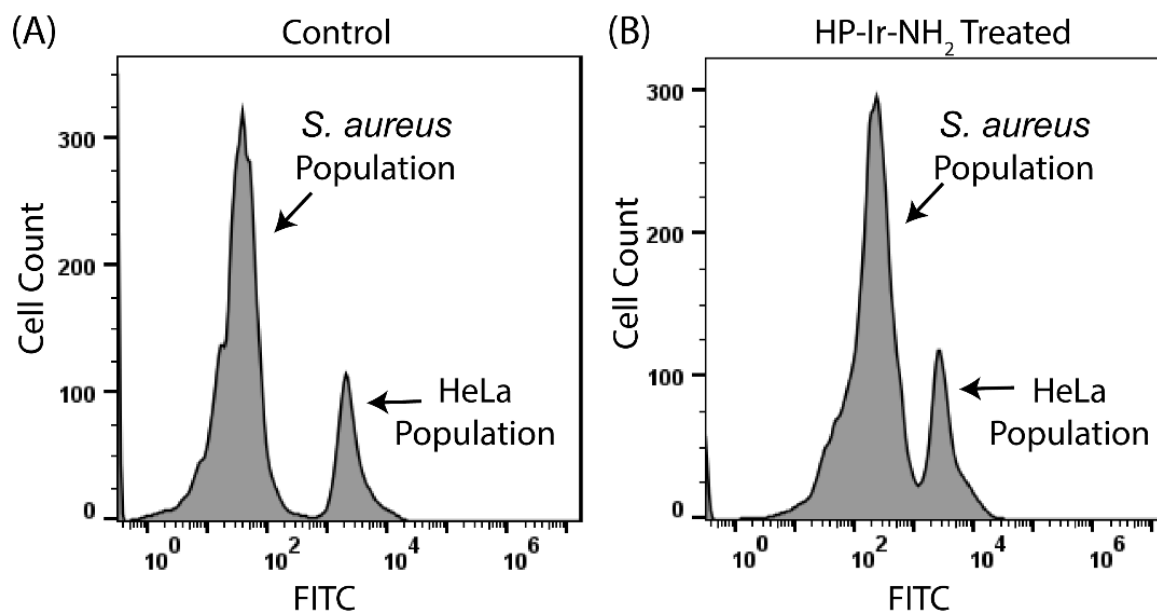 (A)
Control
300
200
100
0
Cell Count
S. aureus
Population
HeLa
Population
10^0
10^2
10^4
10^6
FITC
(B)
HP-Ir-NH₂ Treated
300
200
100
0
Cell Count
S. aureus
Population
HeLa
Population
10^0
10^2
10^4
10^6
FITC